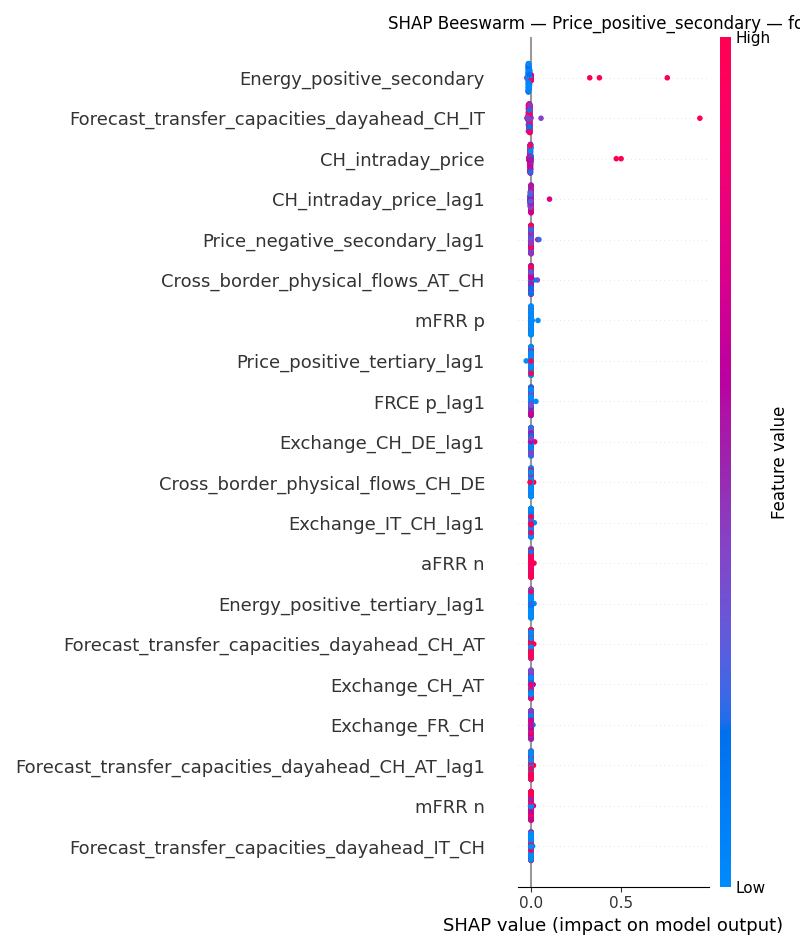 SHAP Beeswarm — Price_positive_secondary — fo
High
Energy_positive_secondary
Forecast_transfer_capacities_dayahead_CH_IT
CH_intraday_price
CH_intraday_price_lag1
Price_negative_secondary_lag1
Cross_border_physical_flows_AT_CH
mFRR p
Price_positive_tertiary_lag1
FRCE p_lag1
Exchange_CH_DE_lag1
Cross_border_physical_flows_CH_DE
Exchange_IT_CH_lag1
aFRR n
Energy_positive_tertiary_lag1
Forecast_transfer_capacities_dayahead_CH_AT
Exchange_CH_AT
Exchange_FR_CH
Forecast_transfer_capacities_dayahead_CH_AT_lag1
mFRR n
Forecast_transfer_capacities_dayahead_IT_CH
Feature value
Low
0.0 0.5
SHAP value (impact on model output)